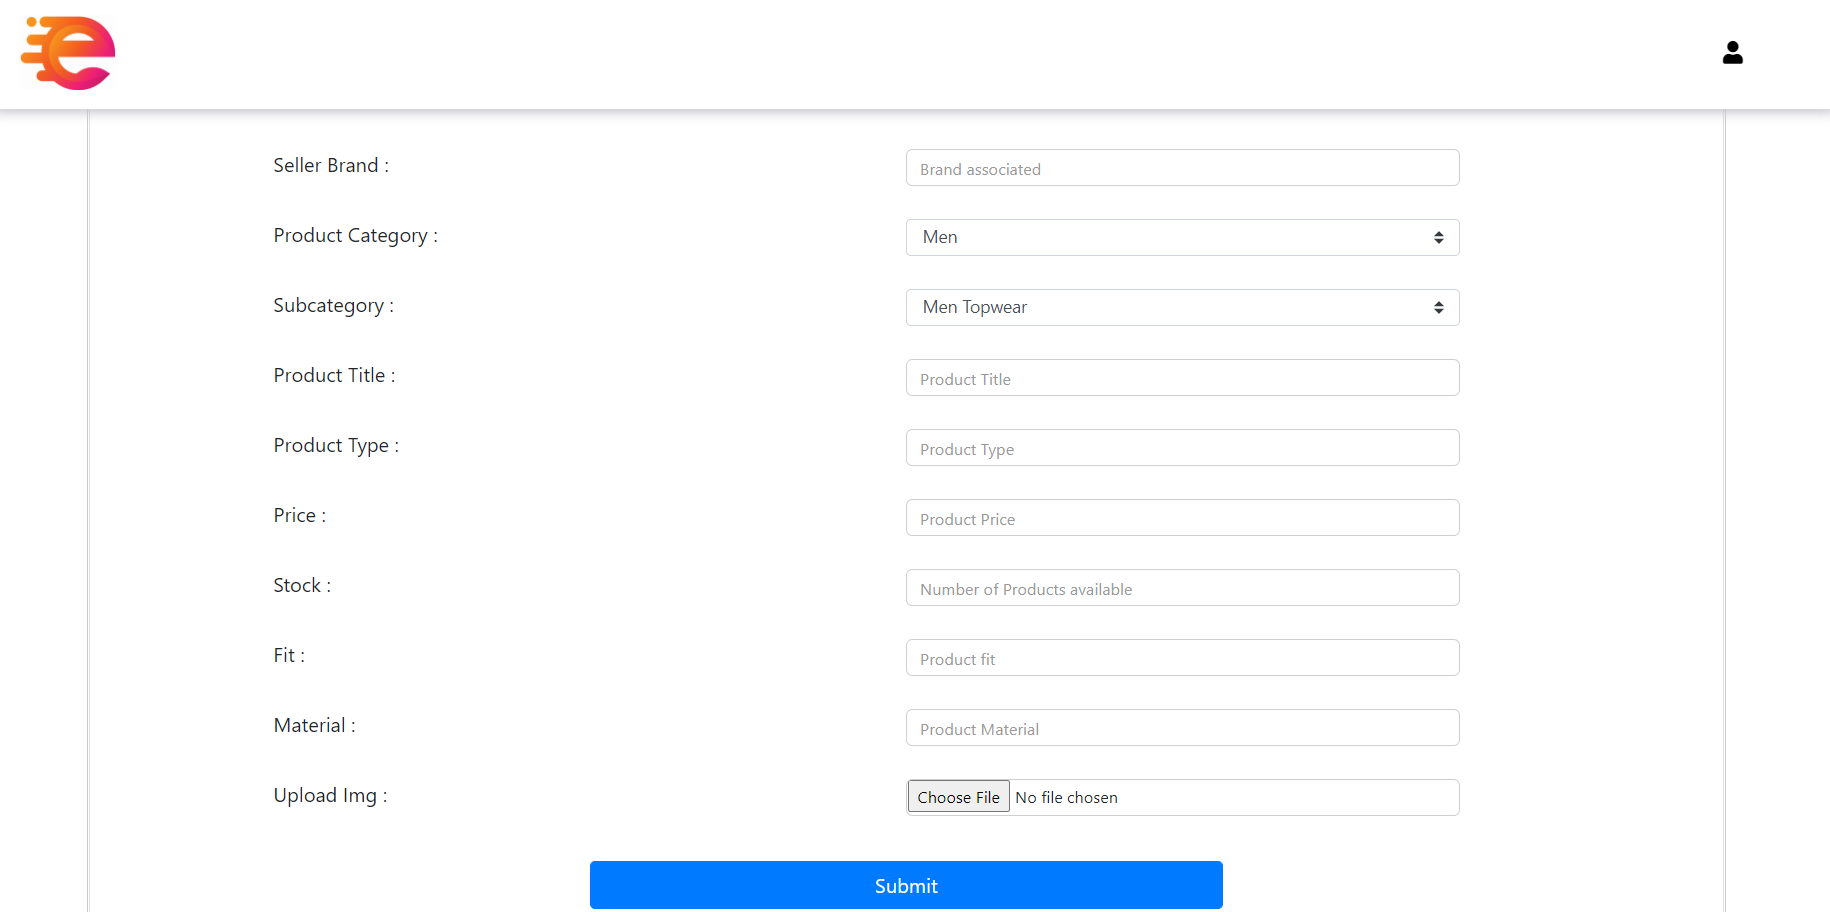 e
Seller Brand :
Brand associated
Product Category :
Men
Subcategory :
Men Topwear
Product Title :
Product Title
Product Type :
Product Type
Price :
Product Price
Stock :
Number of Products available
Fit :
Product fit
Material :
Product Material
Upload Img :
Choose File No file chosen
Submit